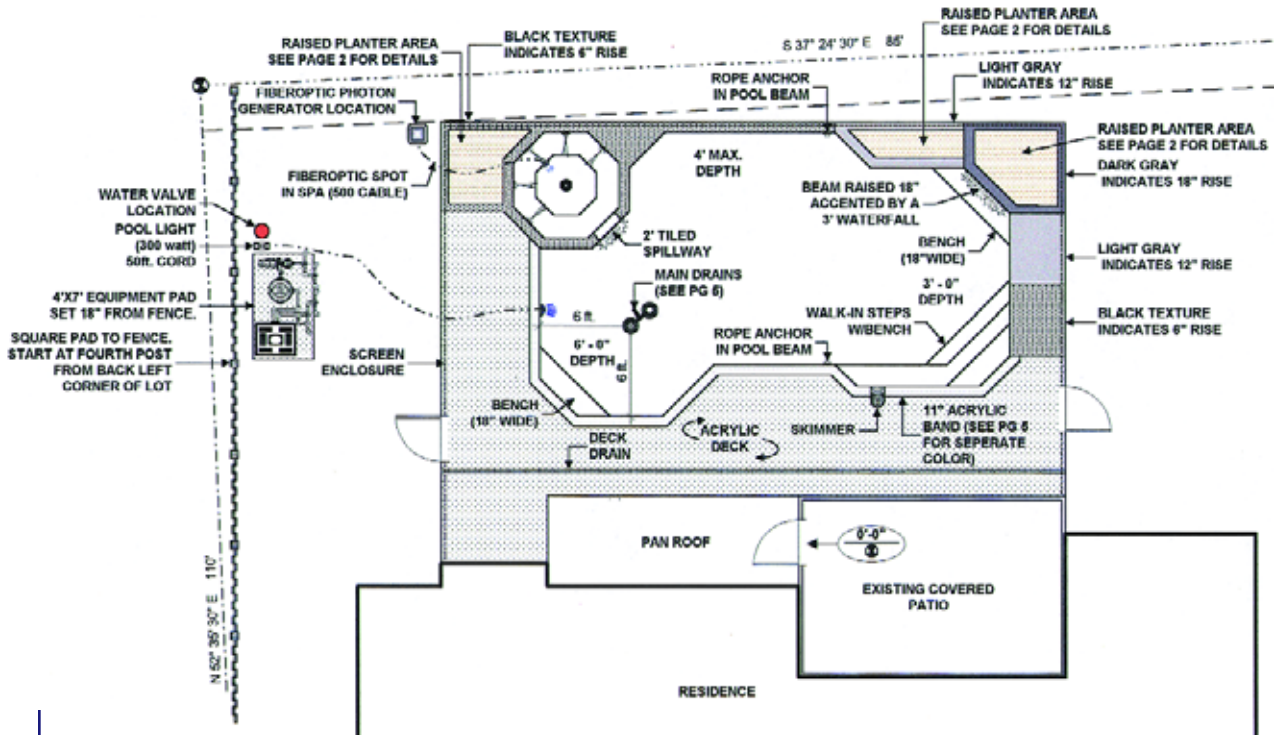 RAISED PLANTER AREA
SEE PAGE 2 FOR DETAILS
BLACK TEXTURE
INDICATES 6" RISE
S 37° 24' 30" E 85'
RAISED PLANTER AREA
SEE PAGE 2 FOR DETAILS
FIBEROPTIC PHOTON
GENERATOR LOCATION
ROPE ANCHOR
IN POOL BEAM
LIGHT GRAY
INDICATES 12" RISE
RAISED PLANTER AREA
SEE PAGE 2 FOR DETAILS
FIBEROPTIC SPOT
IN SPA (500 CABLE)
4' MAX.
DEPTH
DARK GRAY
INDICATES 18" RISE
BEAM RAISED 18"
ACCENTED BY A
3' WATERFALL
WATER VALVE
LOCATION
POOL LIGHT
(300 watt)
50ft. CORD
2' TILED
SPILLWAY
BENCH
(18"WIDE)
LIGHT GRAY
INDICATES 12" RISE
MAIN DRAINS
(SEE PG 5)
3' - 0"
DEPTH
4'X7' EQUIPMENT PAD
SET 18" FROM FENCE.
6 ft.
WALK-IN STEPS
W/BENCH
BLACK TEXTURE
INDICATES 6" RISE
SQUARE PAD TO FENCE.
START AT FOURTH POST
FROM BACK LEFT
CORNER OF LOT
SCREEN
ENCLOSURE
6' - 0"
DEPTH
6 ft.
ROPE ANCHOR
IN POOL BEAM
BENCH
(18" WIDE)
ACRYLIC
DECK
SKIMMER
11" ACRYLIC
BAND (SEE PG 5
FOR SEPERATE
COLOR)
DECK
DRAIN
PAN ROOF
0'-0"
EXISTING COVERED
PATIO
N 52° 35' 30" E 110'
RESIDENCE